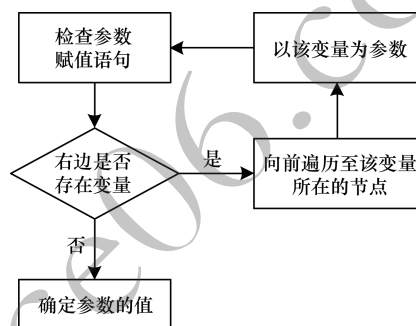 检查参数
赋值语句
以该变量为参数
右边是否
存在变量
是
向前遍历至该变量
所在的节点
否
确定参数的值